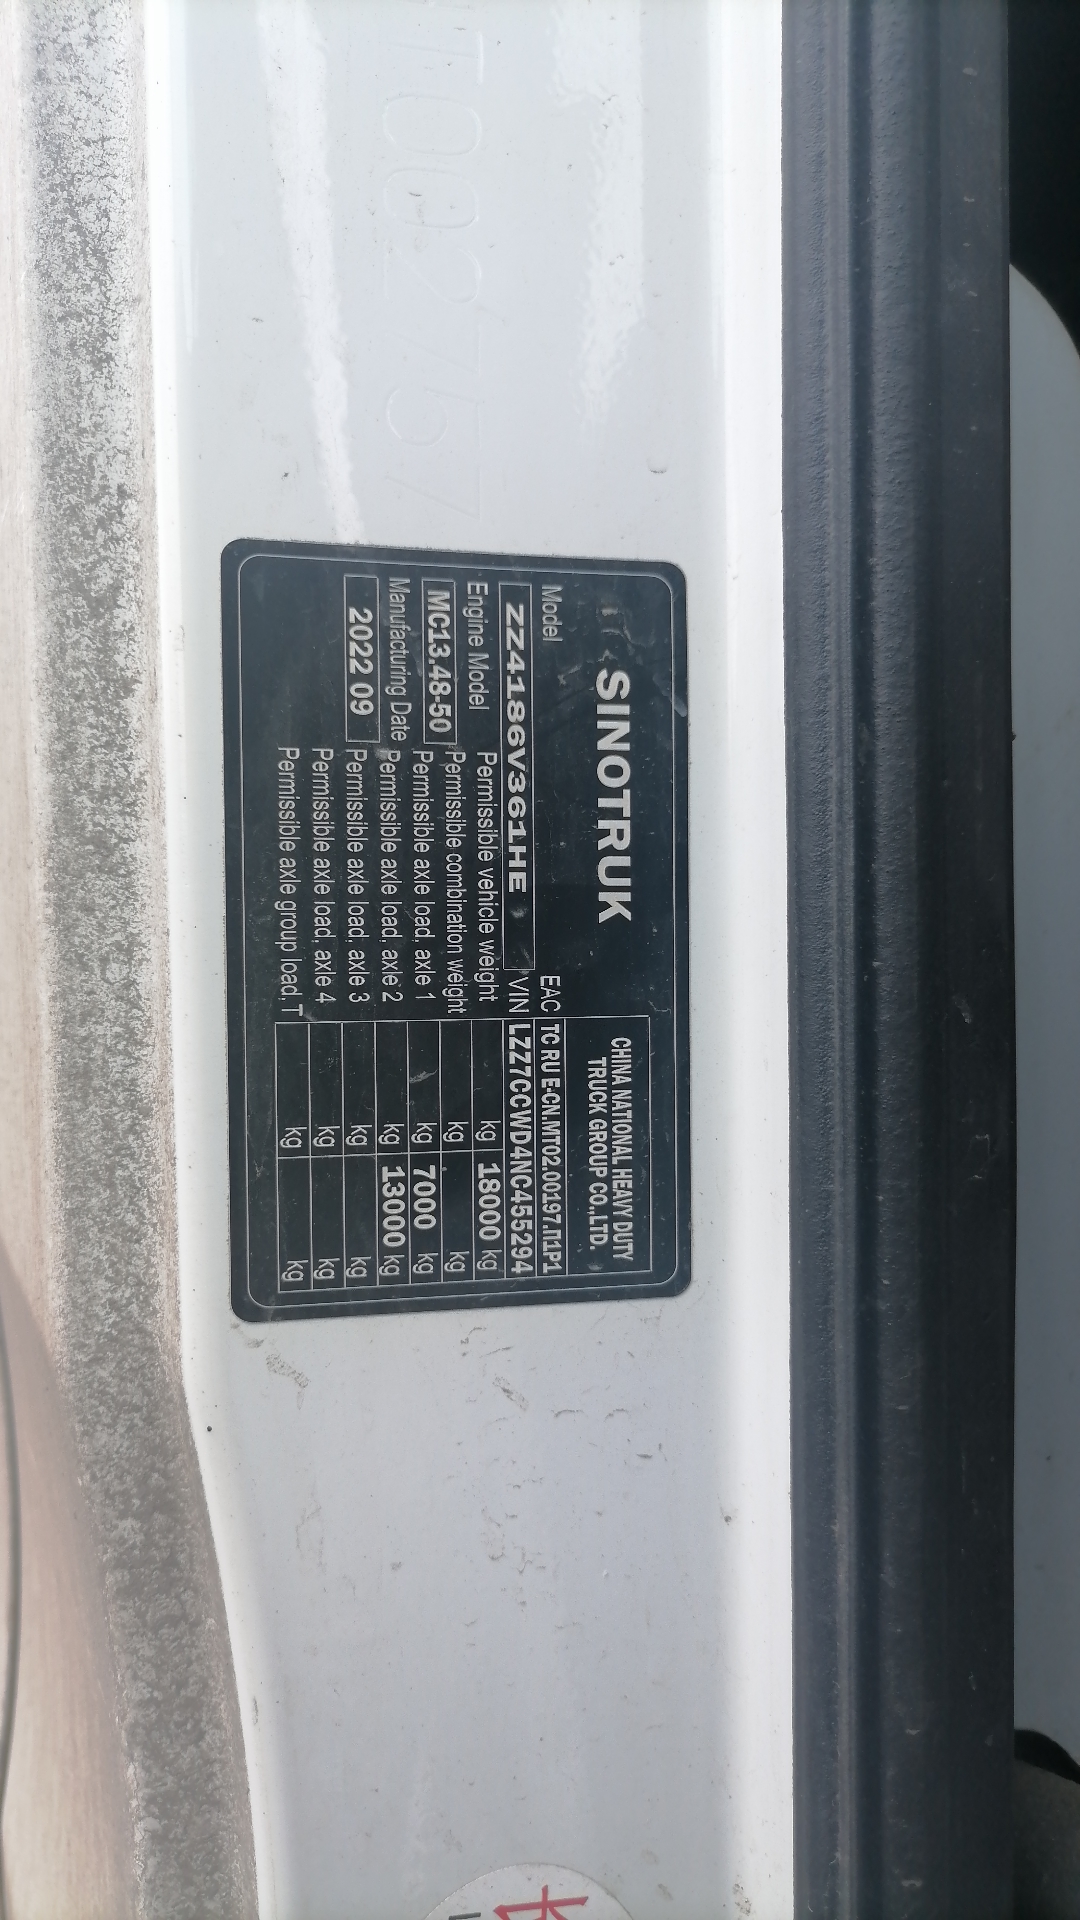 T002757
SINOTRUK
CHINA NATIONAL HEAVY DUTY
TRUCK GROUP CO.,LTD.
Model
EAC TC RU E-CN.MT02.00197.П1P1
ZZ4186V361HE
VIN LZZ7CCWD4NC455294
Engine Model
Permissible vehicle weight kg 18000 kg
MC13.48-50
Permissible combination weight kg kg
Permissible axle load, axle 1 kg 7000 kg
Manufacturing Date
Permissible axle load, axle 2 kg 13000 kg
2022 09
Permissible axle load, axle 3 kg kg
Permissible axle load, axle 4 kg kg
Permissible axle group load, T kg kg